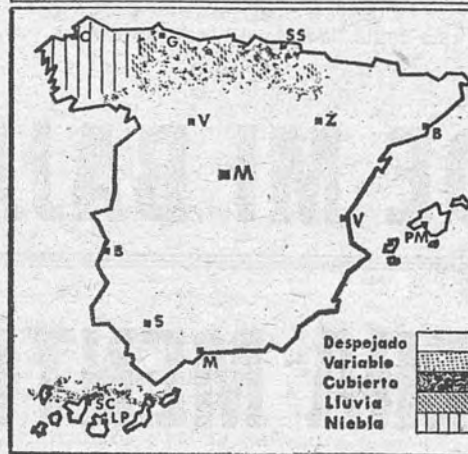 C
G
SS
V
Z
B
M
V
PM
B
S
M
SC
LP
Despejado
Variable
Cubierto
Lluvia
Niebla